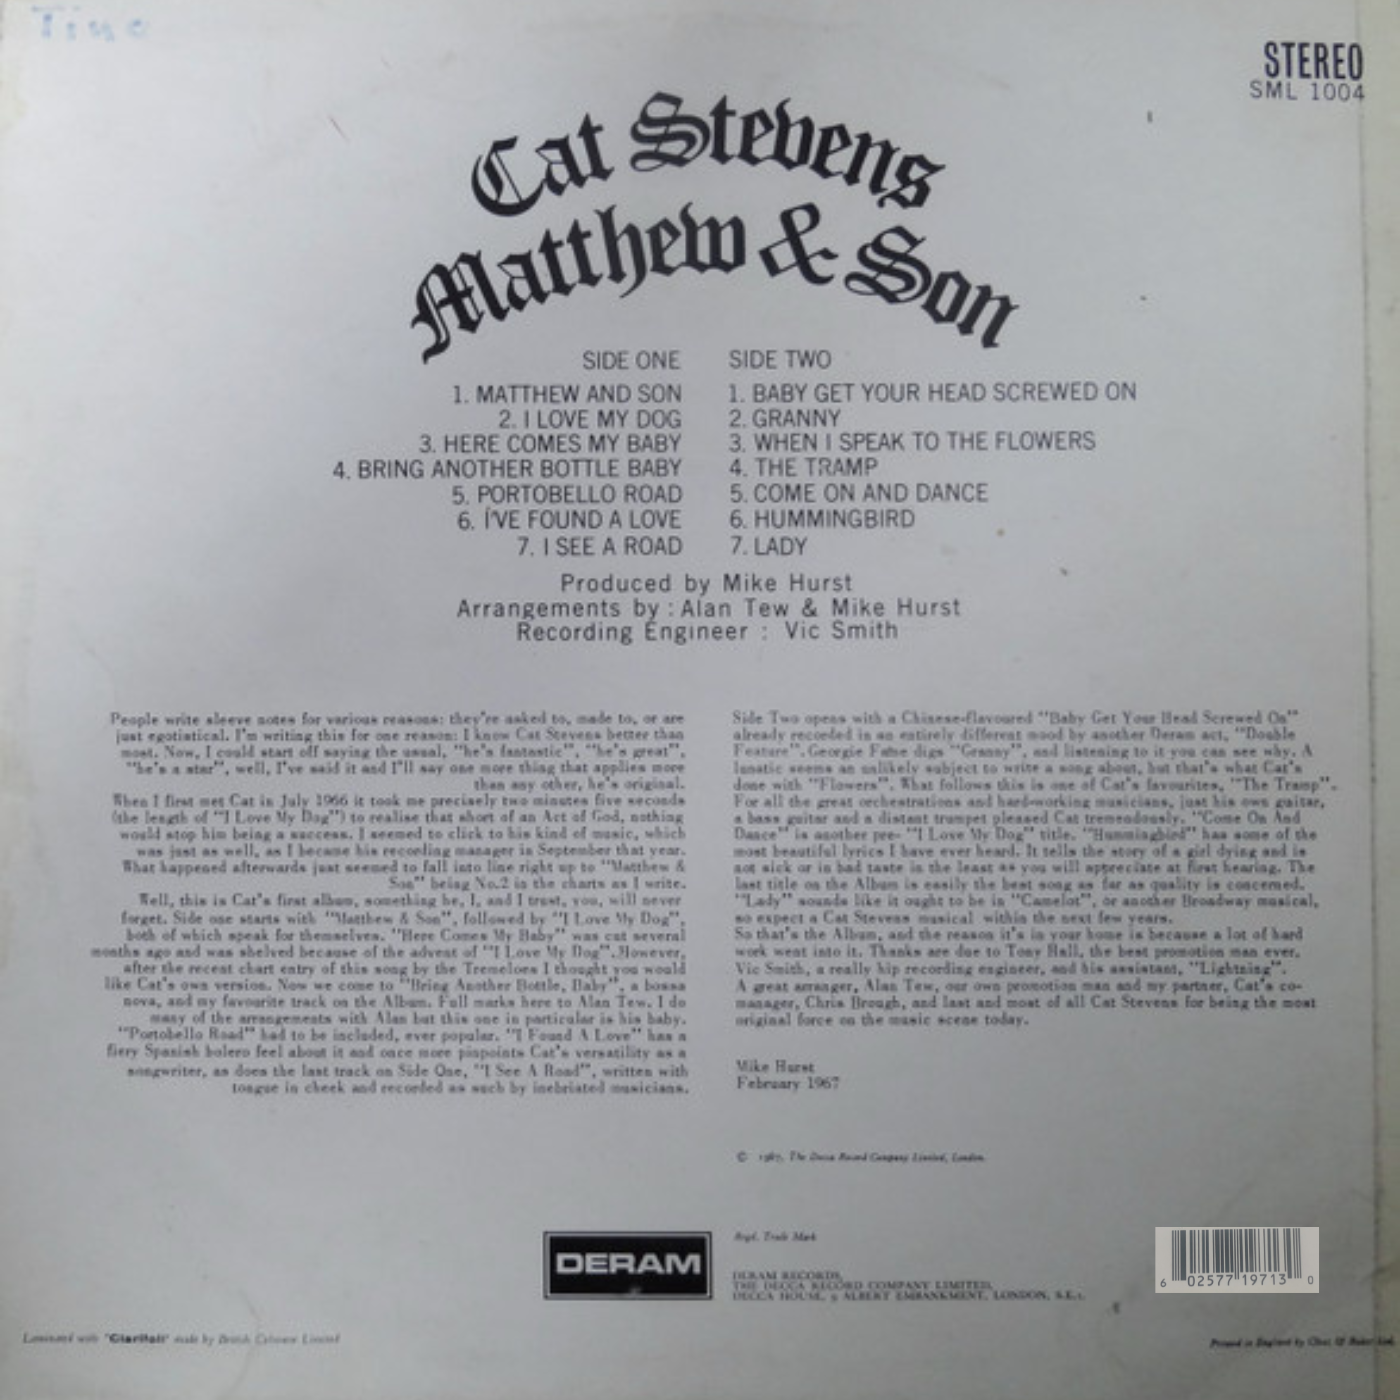 Tina
STEREO
SML 1004
Cat Stevens
Matthew & Son
SIDE ONE
1. MATTHEW AND SON
2. I LOVE MY DOG
3. HERE COMES MY BABY
4. BRING ANOTHER BOTTLE BABY
5. PORTOBELLO ROAD
6. I'VE FOUND A LOVE
7. I SEE A ROAD
SIDE TWO
1. BABY GET YOUR HEAD SCREWED ON
2. GRANNY
3. WHEN I SPEAK TO THE FLOWERS
4. THE TRAMP
5. COME ON AND DANCE
6. HUMMINGBIRD
7. LADY
Produced by Mike Hurst
Arrangements by : Alan Tew & Mike Hurst
Recording Engineer : Vic Smith
People write sleeve notes for various reasons: they're asked to, made to, or are
just egotistical. I'm writing this for one reason: I know Cat Stevens better than
most. Now, I could start off saying the usual, "he's fantastic", "he's great",
"he's a star", well, I've said it and I'll say one more thing that applies more
than any other, he's original.
When I first met Cat in July 1966 it took me precisely two minutes five seconds
(the length of "I Love My Dog") to realise that short of an Act of God, nothing
would stop him being a success. I seemed to click to his kind of music, which
was just as well, as I became his recording manager in September that year.
What happened afterwards just seemed to fall into line right up to "Matthew &
Son" being No.2 in the charts as I write.
Well, this is Cat's first album, something he, I, and I trust, you, will never
forget. Side one starts with "Matthew & Son", followed by "I Love My Dog",
both of which speak for themselves. "Here Comes My Baby" was cut several
months ago and was shelved because of the advent of "I Love My Dog". However,
after the recent chart entry of this song by the Tremeloes I thought you would
like Cat's own version. Now we come to "Bring Another Bottle, Baby", a bossa
nova, and my favourite track on the Album. Full marks here to Alan Tew. I do
many of the arrangements with Alan but this one in particular is his baby.
"Portobello Road" had to be included, ever popular. "I Found A Love" has a
fiery Spanish bolero feel about it and once more pinpoints Cat's versatility as a
songwriter, as does the last track on Side One, "I See A Road", written with
tongue in cheek and recorded as such by inebriated musicians.
Side Two opens with a Chinese-flavoured "Baby Get Your Head Screwed On"
already recorded in an entirely different mood by another Deram act, "Double
Feature". Georgie Fame digs "Granny", and listening to it you can see why. A
lunatic seems an unlikely subject to write a song about, but that's what Cat's
done with "Flowers". What follows this is one of Cat's favourites, "The Tramp".
For all the great orchestrations and hard-working musicians, just his own guitar,
a bass guitar and a distant trumpet pleased Cat tremendously. "Come On And
Dance" is another pre- "I Love My Dog" title. "Hummingbird" has some of the
most beautiful lyrics I have ever heard. It tells the story of a girl dying and is
not sick or in bad taste in the least as you will appreciate at first hearing. The
last title on the Album is easily the best song as far as quality is concerned.
"Lady" sounds like it ought to be in "Camelot", or another Broadway musical,
so expect a Cat Stevens musical within the next few years.
So that's the Album, and the reason it's in your home is because a lot of hard
work went into it. Thanks are due to Tony Hall, the best promotion man ever.
Vic Smith, a really hip recording engineer, and his assistant, "Lightning".
A great arranger, Alan Tew, our own promotion man and my partner, Cat's co-
manager, Chris Brough, and last and most of all Cat Stevens for being the most
original force on the music scene today.
Mike Hurst
February 1967
© 1967, The Decca Record Company Limited, London.
DERAM
Regd. Trade Mark
DERAM RECORDS,
THE DECCA RECORD COMPANY LIMITED,
DECCA HOUSE, 9 ALBERT EMBANKMENT, LONDON, S.E.1.
6 02577 19713 0
Laminated with "Clarifoil" made by British Celanese Limited
Printed in England by